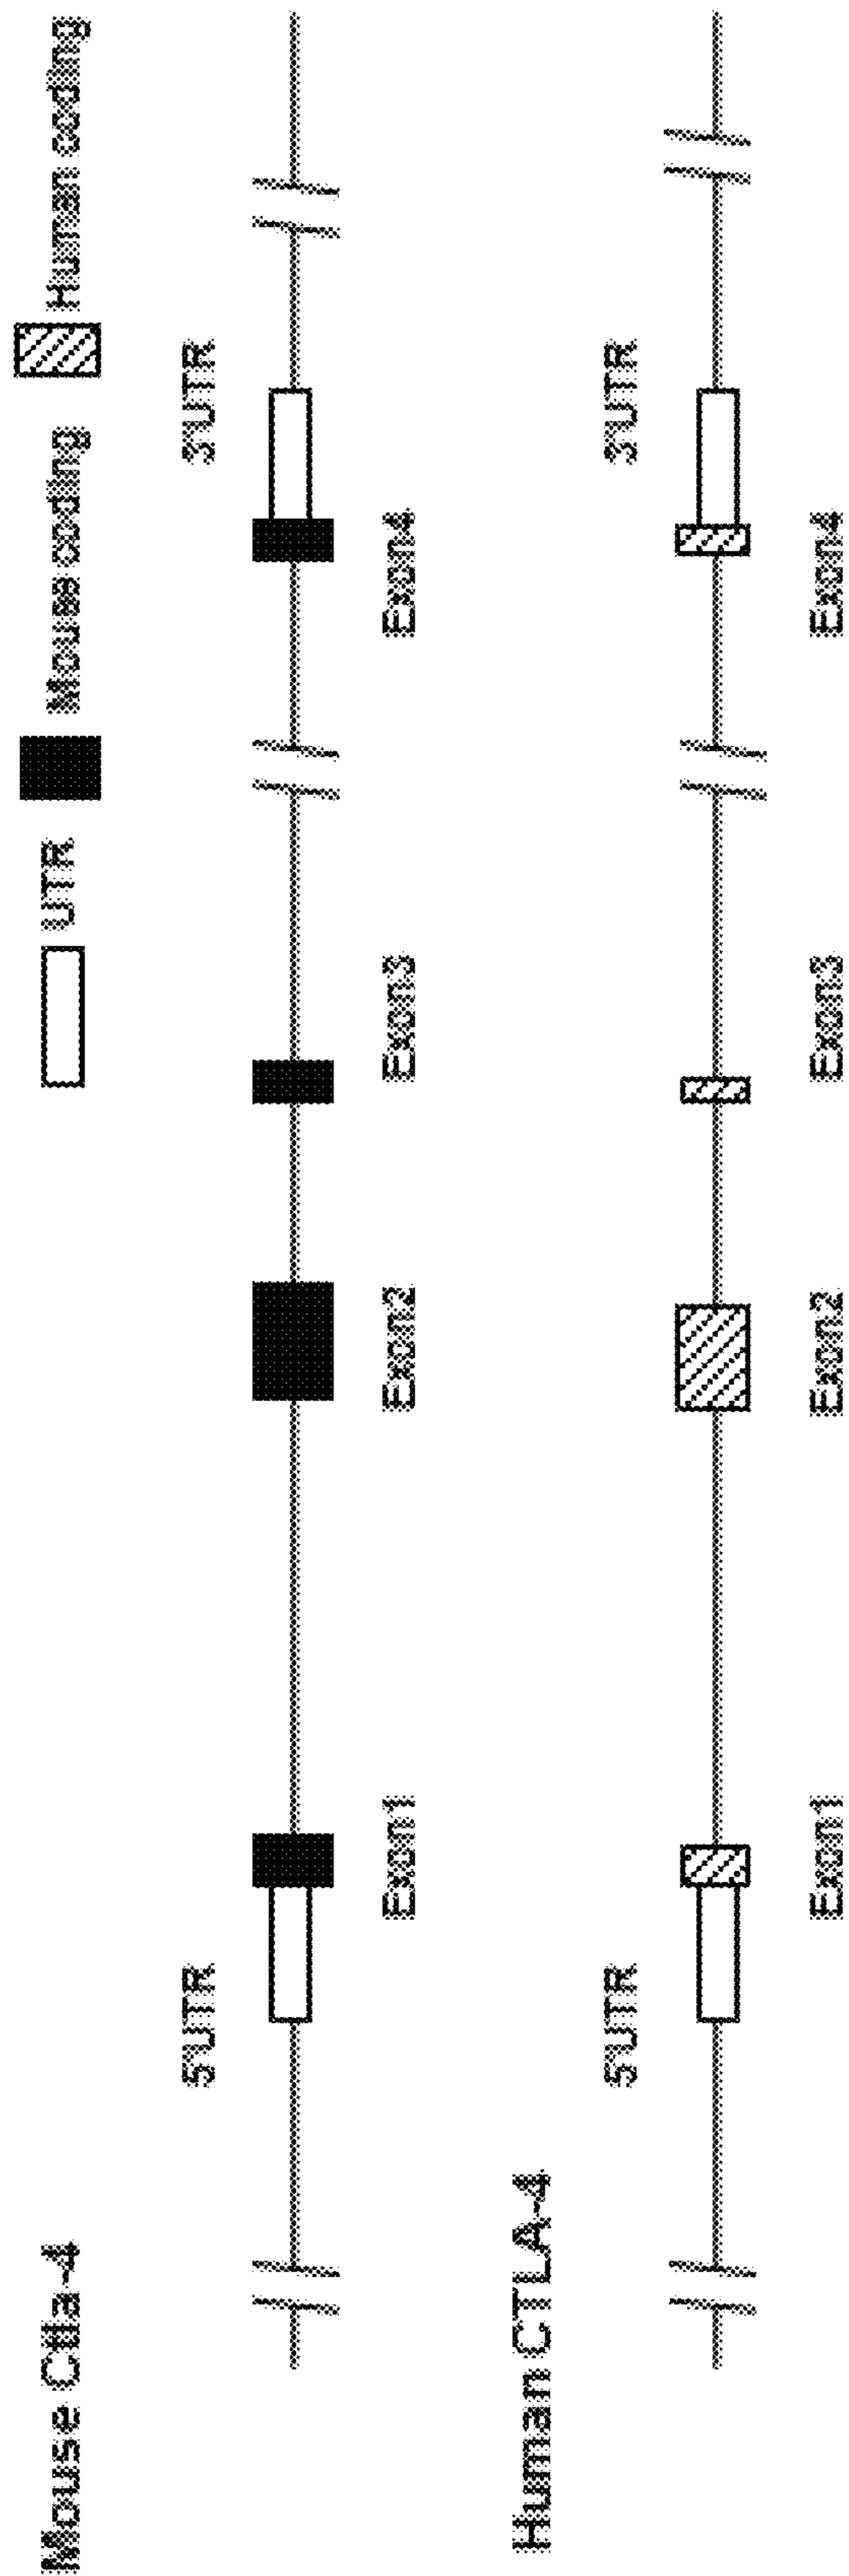 Mouse Ctla-4
UTR Mouse coding Human coding
5'UTR 3'UTR
Exon1 Exon2 Exon3 Exon4
Human CTLA-4
5'UTR 3'UTR
Exon1 Exon2 Exon3 Exon4